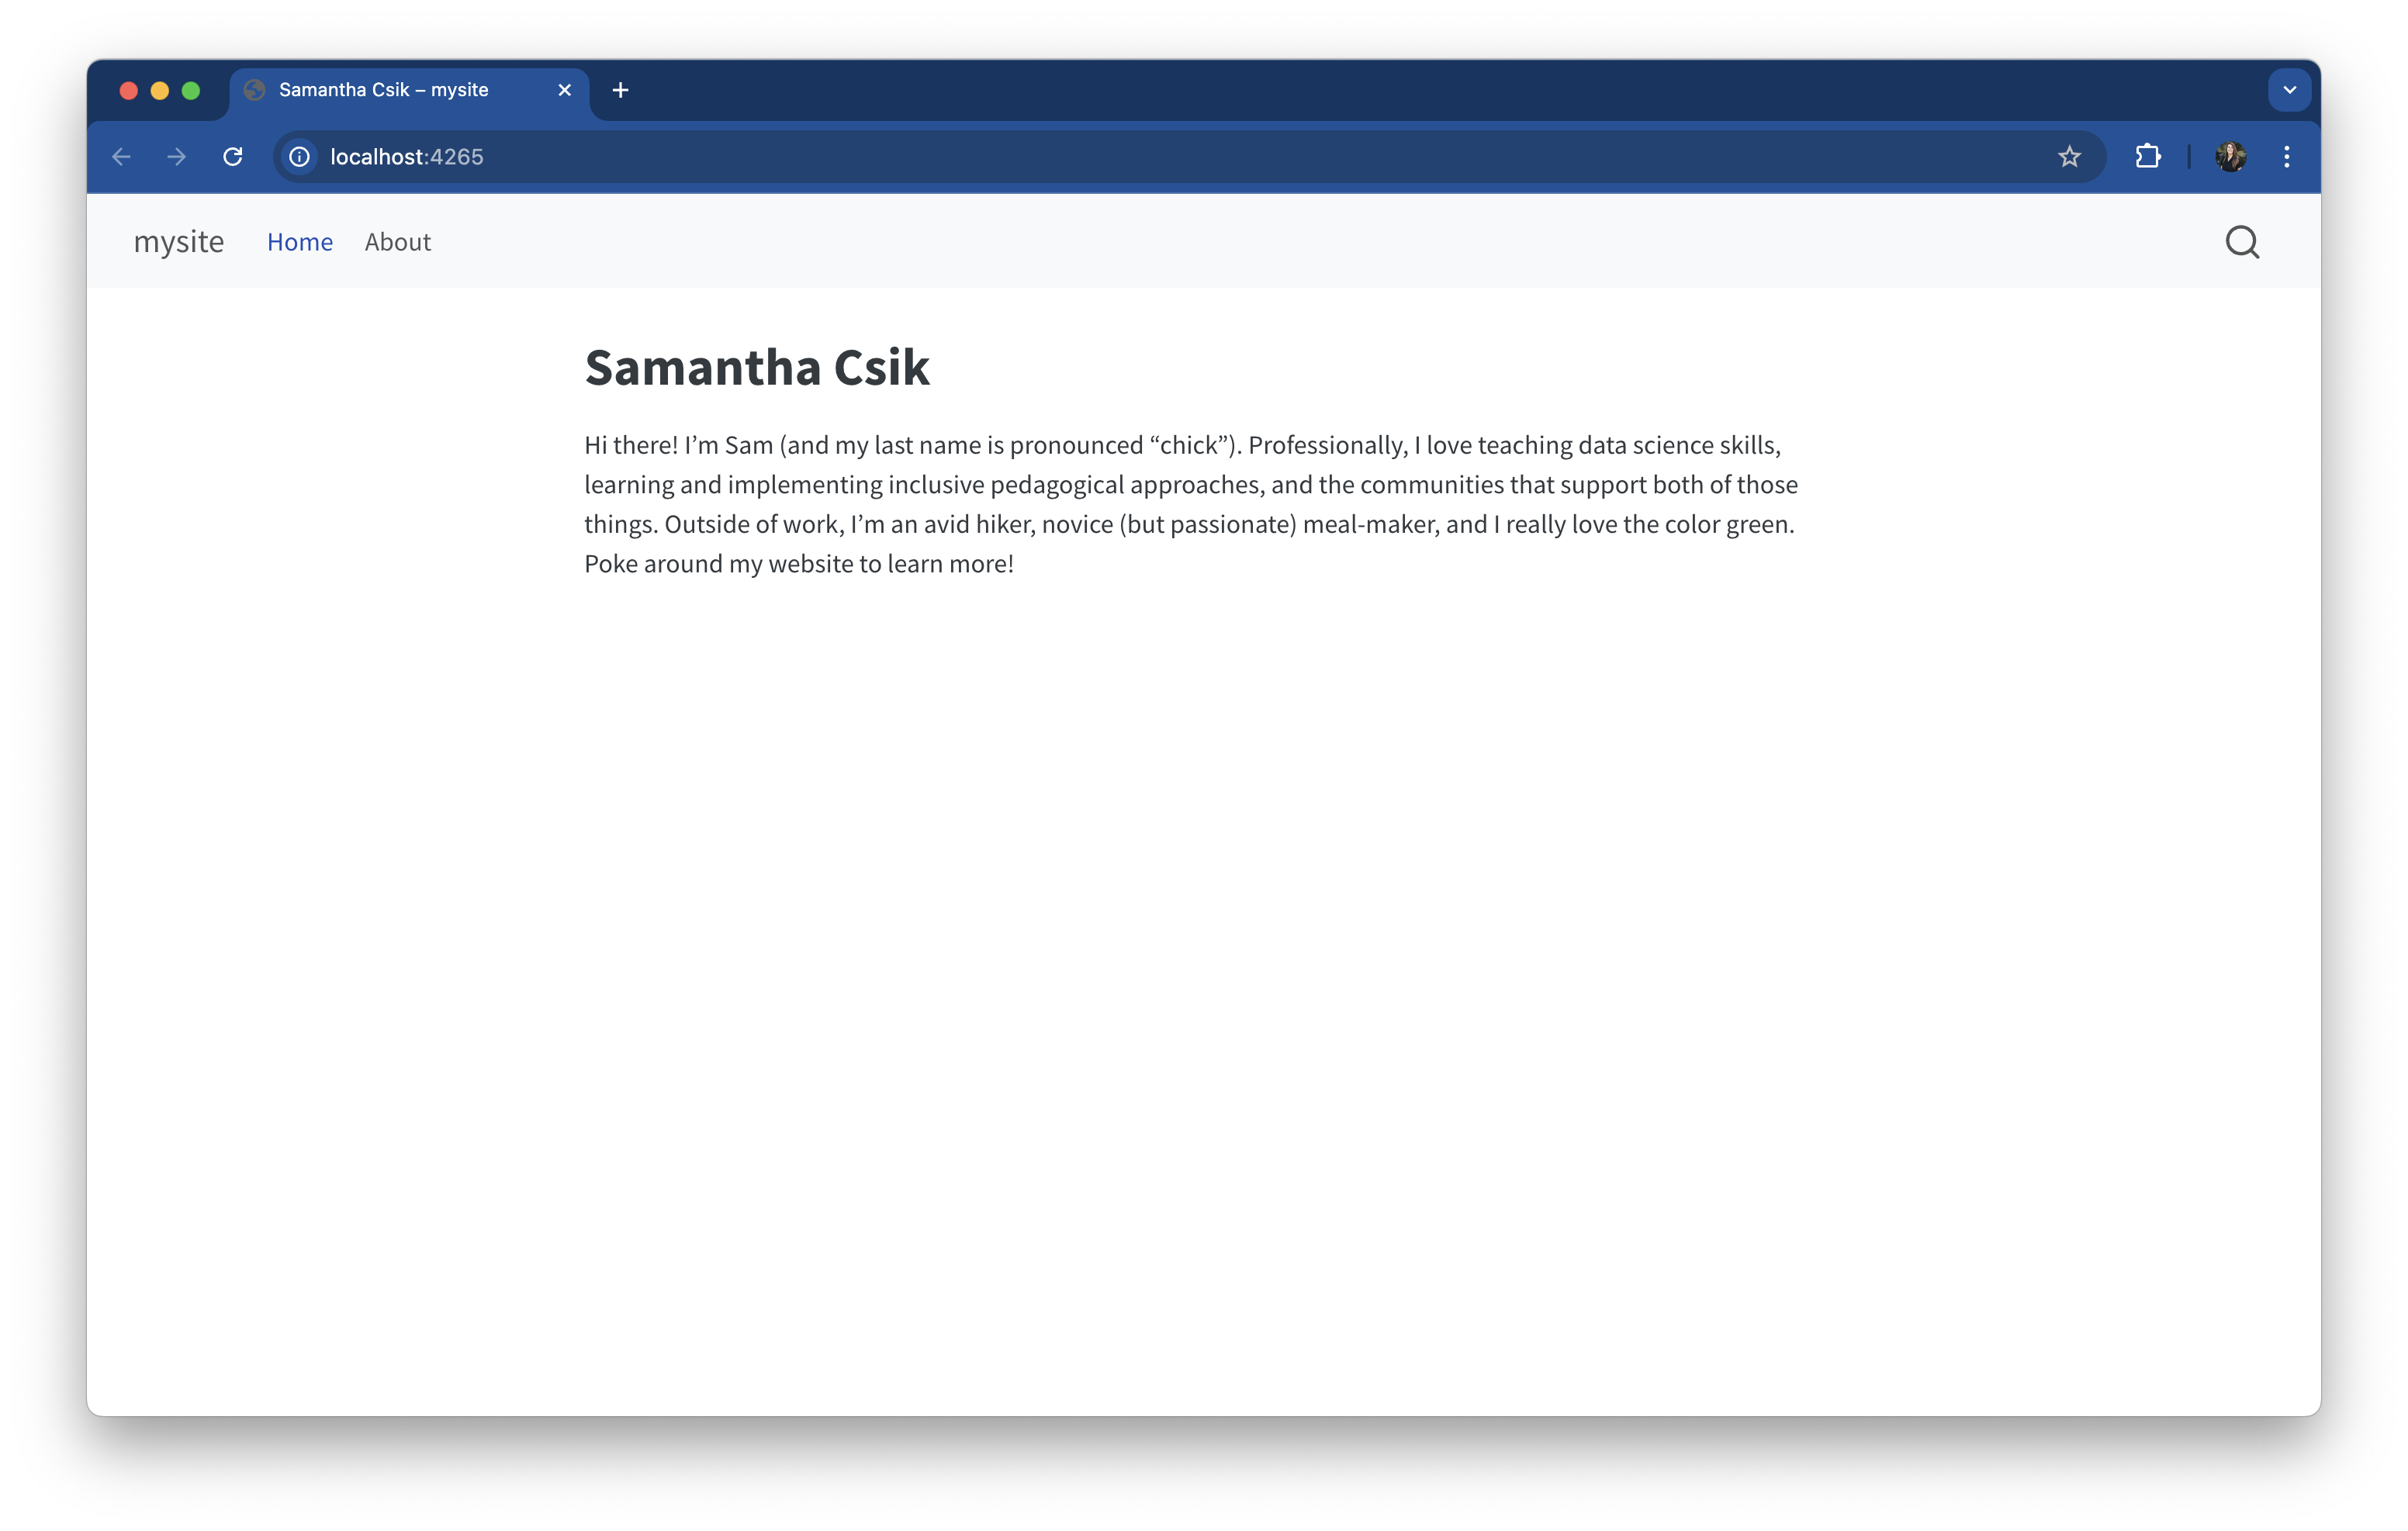 Samantha Csik – mysite
localhost:4265
mysite Home About
Samantha Csik
Hi there! I’m Sam (and my last name is pronounced “chick”). Professionally, I love teaching data science skills,
learning and implementing inclusive pedagogical approaches, and the communities that support both of those
things. Outside of work, I’m an avid hiker, novice (but passionate) meal-maker, and I really love the color green.
Poke around my website to learn more!